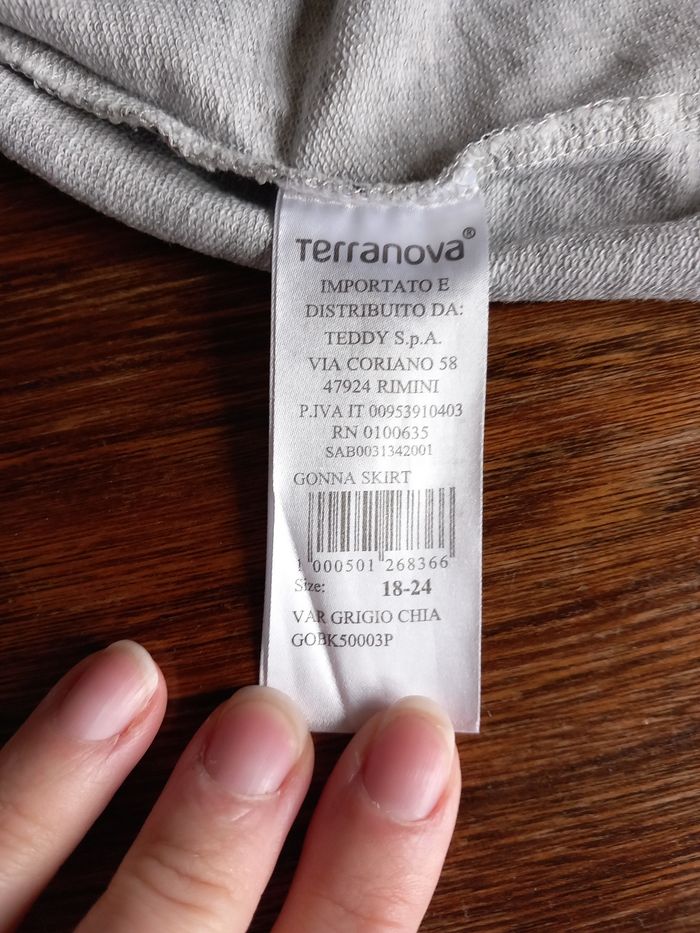 Terranova®
IMPORTATO E
DISTRIBUITO DA:
TEDDY S.p.A.
VIA CORIANO 58
47924 RIMINI
P.IVA IT 00953910403
RN 0100635
SAB0031342001
GONNA SKIRT
1 000501 268366
Size: 18-24
VAR GRIGIO CHIA
GOBK50003P